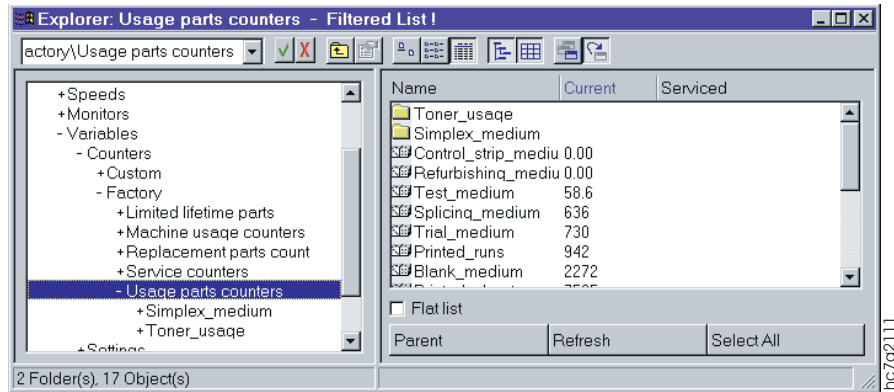 Explorer: Usage parts counters - Filtered List !
actory\Usage parts counters
+Speeds
+Monitors
- Variables
- Counters
+Custom
- Factory
+Limited lifetime parts
+Machine usage counters
+Replacement parts count
+Service counters
- Usage parts counters
+Simplex_medium
+Toner_usage
+Settings
Name Current Serviced
Toner_usage
Simplex_medium
Control_strip_mediu 0.00
Refurbishing_mediu 0.00
Test_medium 58.6
Splicing_medium 636
Trial_medium 730
Printed_runs 942
Blank_medium 2272
Flat list
Parent Refresh Select All
2 Folder(s), 17 Object(s)
hc7g2111